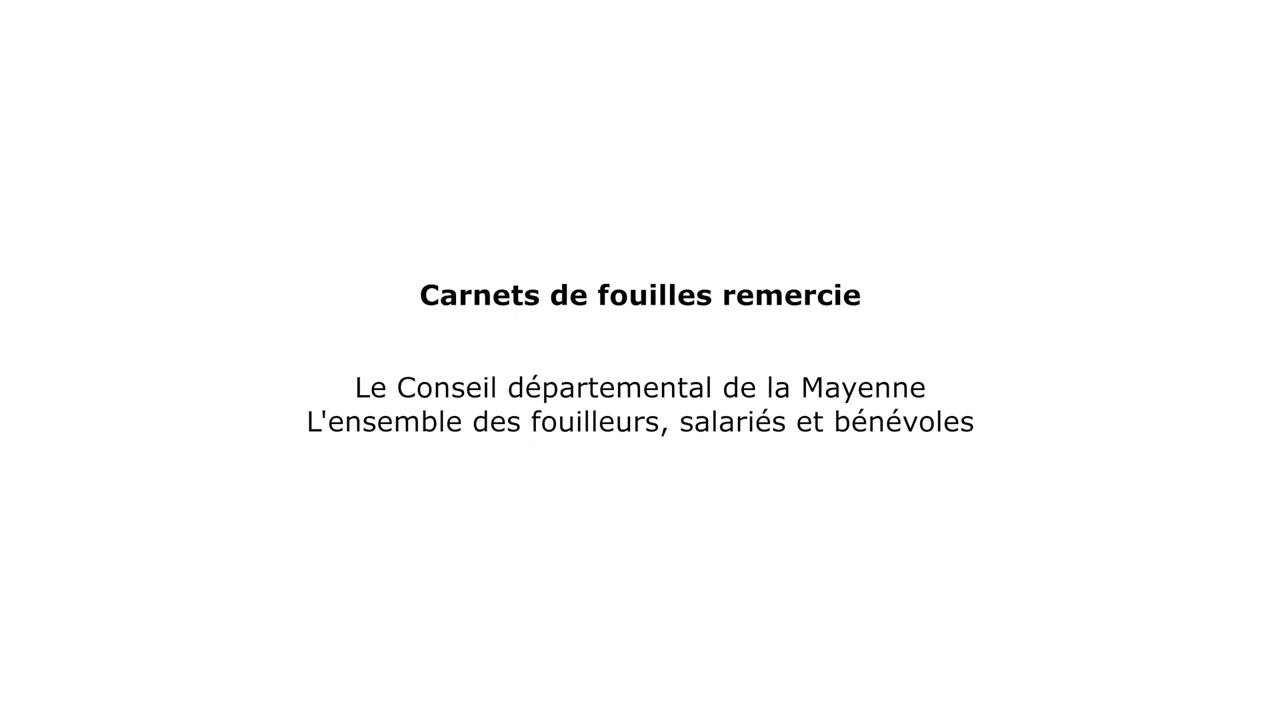 Carnets de fouilles remercie
Le Conseil départemental de la Mayenne
L'ensemble des fouilleurs, salariés et bénévoles